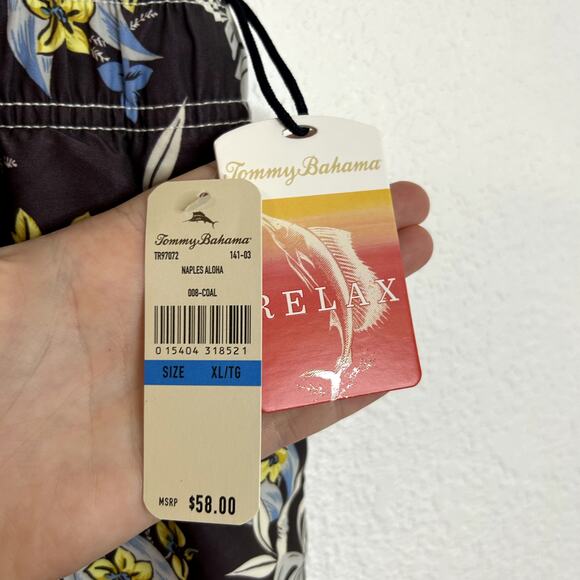 Tommy Bahama
RELAX
Tommy Bahama
TR97072 141-03
NAPLES ALOHA
008-COAL
0 15404 318521
SIZE XL/TG
MSRP $58.00